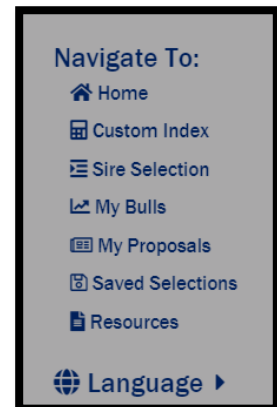 Navigate To:
Home
Custom Index
Sire Selection
My Bulls
My Proposals
Saved Selections
Resources
Language